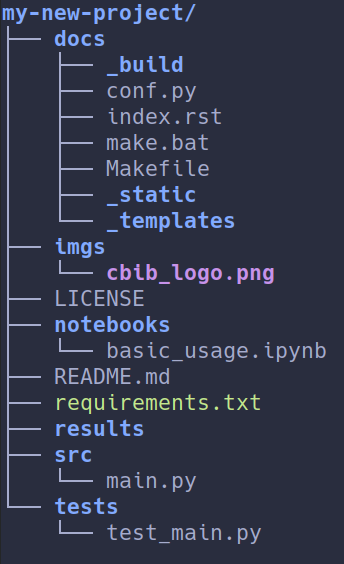 my-new-project/
├── docs
│   ├── _build
│   ├── conf.py
│   ├── index.rst
│   ├── make.bat
│   ├── Makefile
│   ├── _static
│   └── _templates
├── imgs
│   └── cbib_logo.png
├── LICENSE
├── notebooks
│   └── basic_usage.ipynb
├── README.md
├── requirements.txt
├── results
├── src
│   └── main.py
└── tests
    └── test_main.py